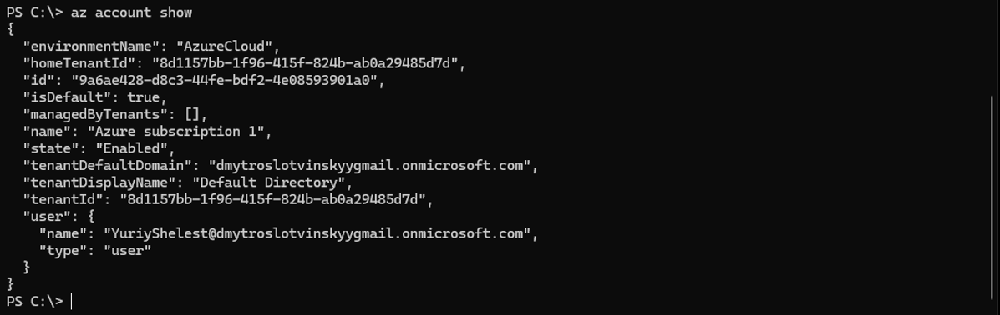 PS C:\> az account show
{
  "environmentName": "AzureCloud",
  "homeTenantId": "8d1157bb-1f96-415f-824b-ab0a29485d7d",
  "id": "9a6ae428-d8c3-44fe-bdf2-4e08593901a0",
  "isDefault": true,
  "managedByTenants": [],
  "name": "Azure subscription 1",
  "state": "Enabled",
  "tenantDefaultDomain": "dmytroslotvinskyygmail.onmicrosoft.com",
  "tenantDisplayName": "Default Directory",
  "tenantId": "8d1157bb-1f96-415f-824b-ab0a29485d7d",
  "user": {
    "name": "YuriyShelest@dmytroslotvinskyygmail.onmicrosoft.com",
    "type": "user"
  }
}
PS C:\>